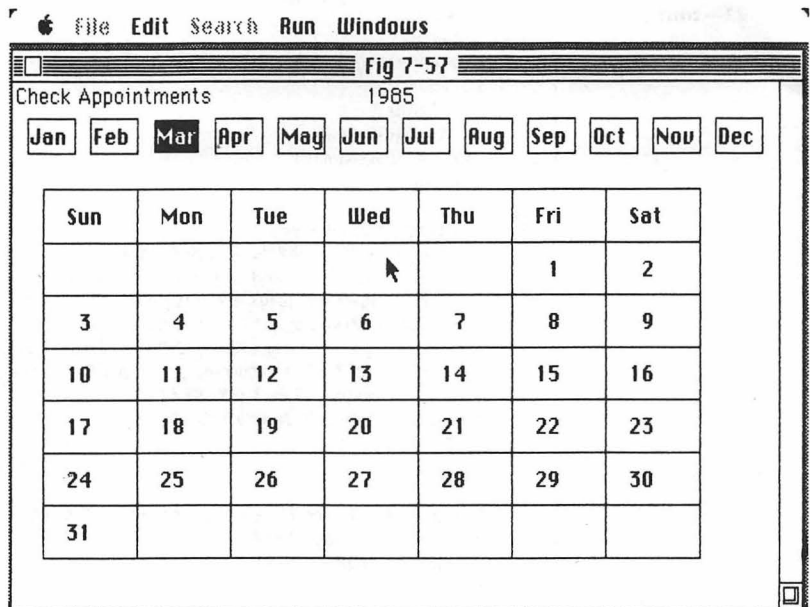 File Edit Search Run Windows
Fig 7-57
Check Appointments 1985
Jan Feb Mar Apr May Jun Jul Aug Sep Oct Nov Dec
Sun Mon Tue Wed Thu Fri Sat
1 2
3 4 5 6 7 8 9
10 11 12 13 14 15 16
17 18 19 20 21 22 23
24 25 26 27 28 29 30
31